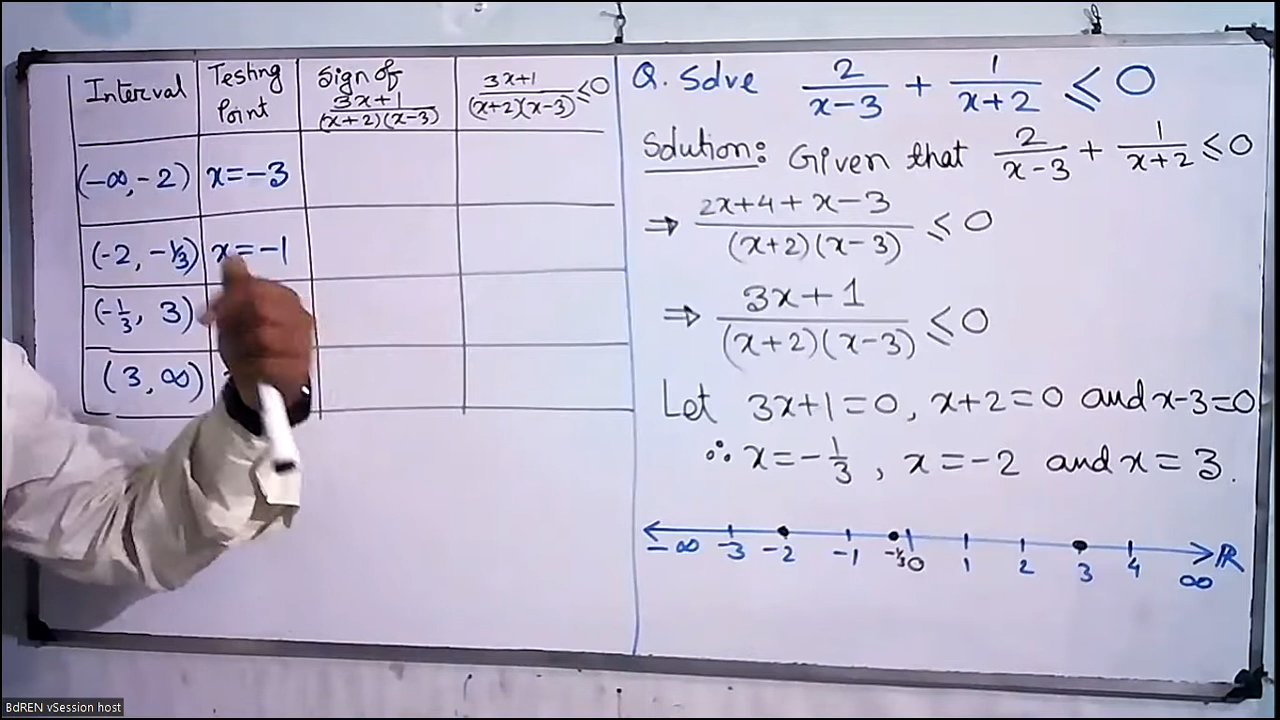 Interval
Testing Point
Sign of (3x+1)/((x+2)(x-3))
(3x+1)/((x+2)(x-3)) ≤ 0
(-∞, -2) x=-3
(-2, -1/3) x=-1
(-1/3, 3)
(3, ∞)
Q. Solve 2/(x-3) + 1/(x+2) ≤ 0
Solution: Given that 2/(x-3) + 1/(x+2) ≤ 0
⇒ (2x+4+x-3)/((x+2)(x-3)) ≤ 0
⇒ (3x+1)/((x+2)(x-3)) ≤ 0
Let 3x+1=0, x+2=0 and x-3=0
∴ x=-1/3, x=-2 and x=3.
-∞ -3 -2 -1 -1/3 0 1 2 3 4 ∞ ℝ
BdREN vSession host